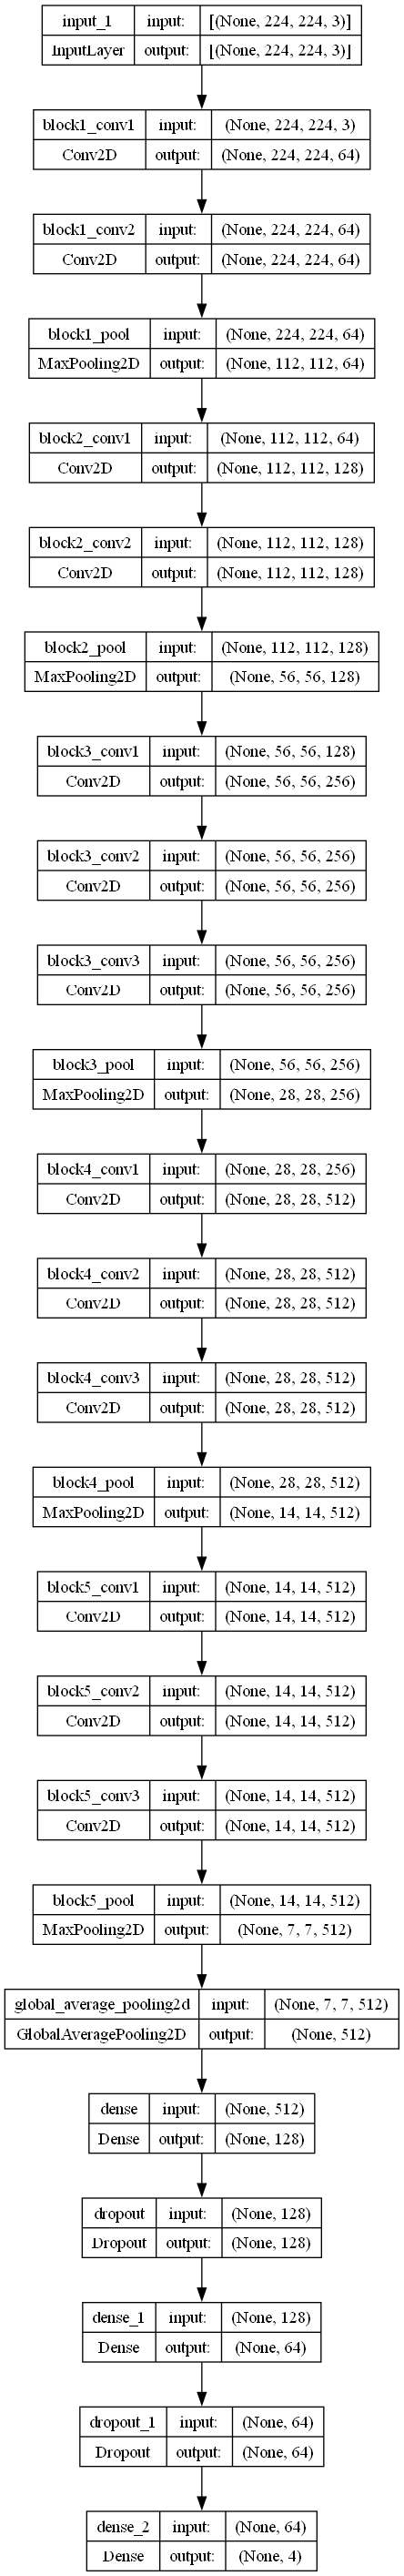 input_1 input: [(None, 224, 224, 3)]
InputLayer output: [(None, 224, 224, 3)]
block1_conv1 input: (None, 224, 224, 3)
Conv2D output: (None, 224, 224, 64)
block1_conv2 input: (None, 224, 224, 64)
Conv2D output: (None, 224, 224, 64)
block1_pool input: (None, 224, 224, 64)
MaxPooling2D output: (None, 112, 112, 64)
block2_conv1 input: (None, 112, 112, 64)
Conv2D output: (None, 112, 112, 128)
block2_conv2 input: (None, 112, 112, 128)
Conv2D output: (None, 112, 112, 128)
block2_pool input: (None, 112, 112, 128)
MaxPooling2D output: (None, 56, 56, 128)
block3_conv1 input: (None, 56, 56, 128)
Conv2D output: (None, 56, 56, 256)
block3_conv2 input: (None, 56, 56, 256)
Conv2D output: (None, 56, 56, 256)
block3_conv3 input: (None, 56, 56, 256)
Conv2D output: (None, 56, 56, 256)
block3_pool input: (None, 56, 56, 256)
MaxPooling2D output: (None, 28, 28, 256)
block4_conv1 input: (None, 28, 28, 256)
Conv2D output: (None, 28, 28, 512)
block4_conv2 input: (None, 28, 28, 512)
Conv2D output: (None, 28, 28, 512)
block4_conv3 input: (None, 28, 28, 512)
Conv2D output: (None, 28, 28, 512)
block4_pool input: (None, 28, 28, 512)
MaxPooling2D output: (None, 14, 14, 512)
block5_conv1 input: (None, 14, 14, 512)
Conv2D output: (None, 14, 14, 512)
block5_conv2 input: (None, 14, 14, 512)
Conv2D output: (None, 14, 14, 512)
block5_conv3 input: (None, 14, 14, 512)
Conv2D output: (None, 14, 14, 512)
block5_pool input: (None, 14, 14, 512)
MaxPooling2D output: (None, 7, 7, 512)
global_average_pooling2d input: (None, 7, 7, 512)
GlobalAveragePooling2D output: (None, 512)
dense input: (None, 512)
Dense output: (None, 128)
dropout input: (None, 128)
Dropout output: (None, 128)
dense_1 input: (None, 128)
Dense output: (None, 64)
dropout_1 input: (None, 64)
Dropout output: (None, 64)
dense_2 input: (None, 64)
Dense output: (None, 4)